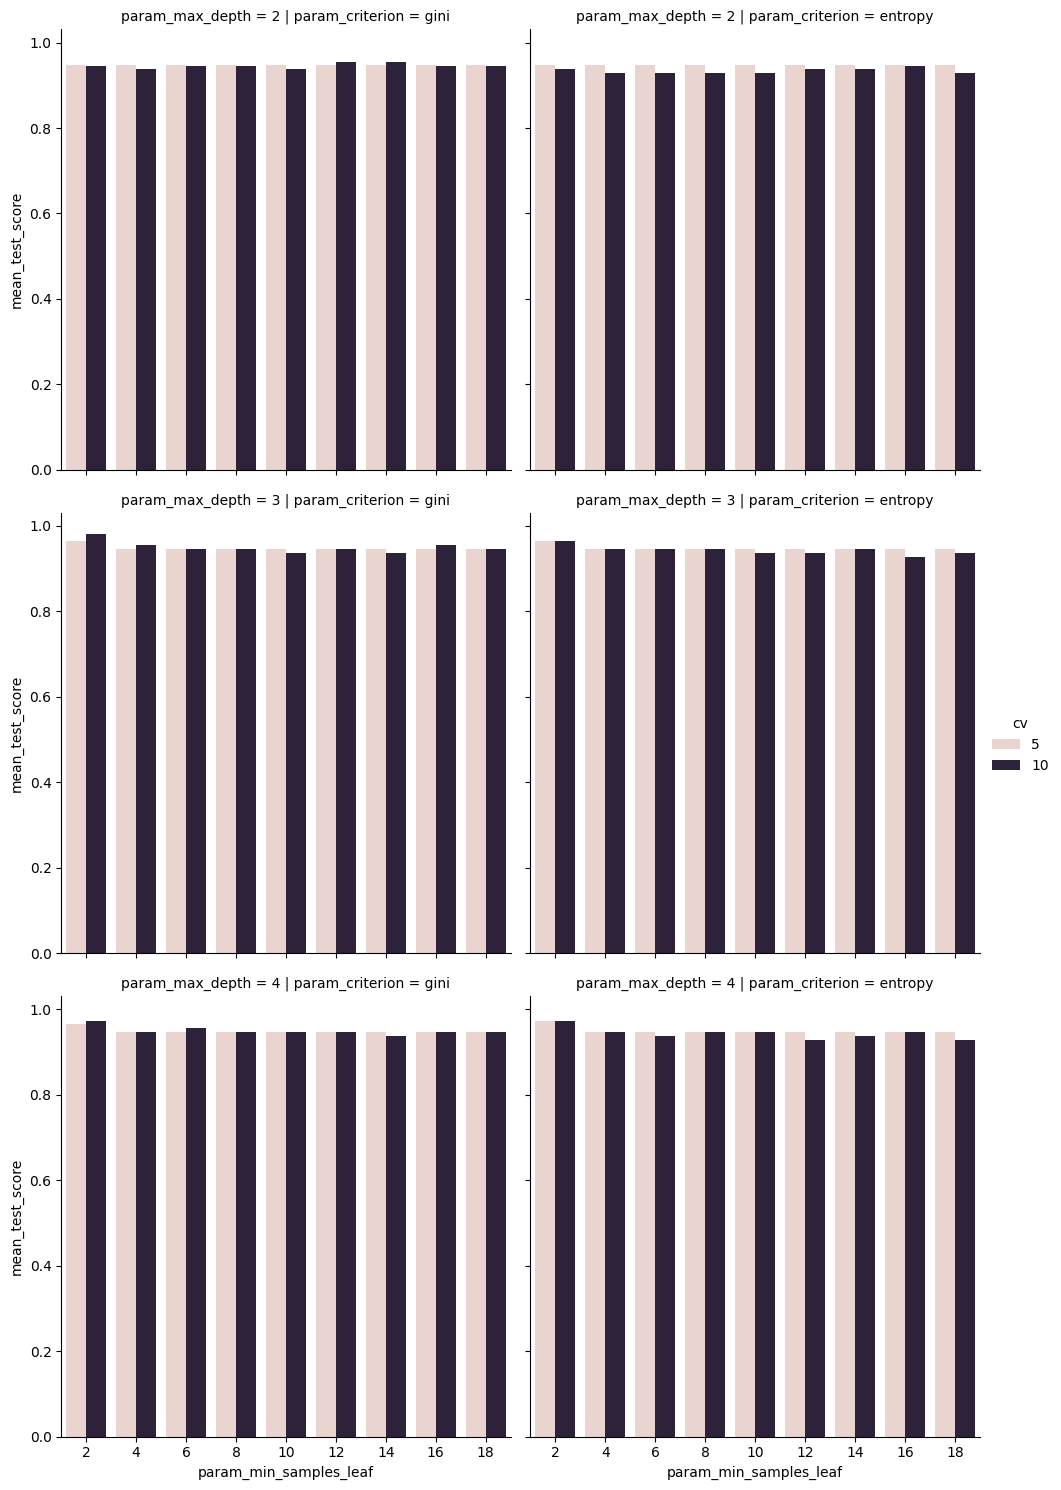 param_max_depth = 2 | param_criterion = gini
param_max_depth = 2 | param_criterion = entropy
1.0
0.8
0.6
0.4
0.2
0.0
mean_test_score
param_max_depth = 3 | param_criterion = gini
param_max_depth = 3 | param_criterion = entropy
1.0
0.8
0.6
0.4
0.2
0.0
mean_test_score
cv
5
10
param_max_depth = 4 | param_criterion = gini
param_max_depth = 4 | param_criterion = entropy
1.0
0.8
0.6
0.4
0.2
0.0
mean_test_score
2 4 6 8 10 12 14 16 18
param_min_samples_leaf
2 4 6 8 10 12 14 16 18
param_min_samples_leaf